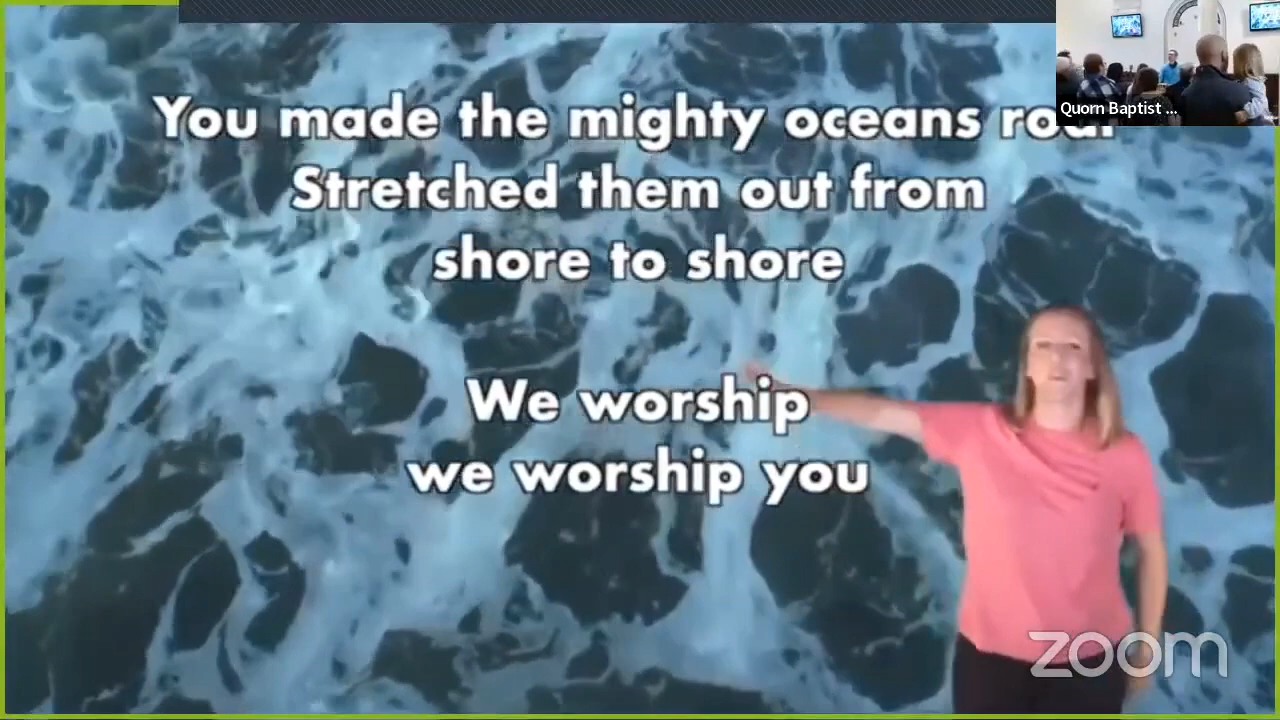 You made the mighty oceans
Stretched them out from
shore to shore
We worship
we worship you
Quorn Baptist ...
zoom